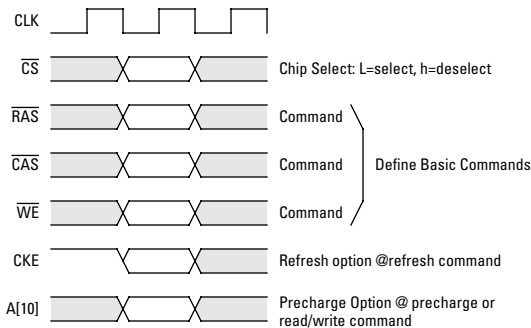 CLK
CS Chip Select: L=select, h=deselect
RAS Command
CAS Command Define Basic Commands
WE Command
CKE Refresh option @refresh command
A[10] Precharge Option @ precharge or
read/write command